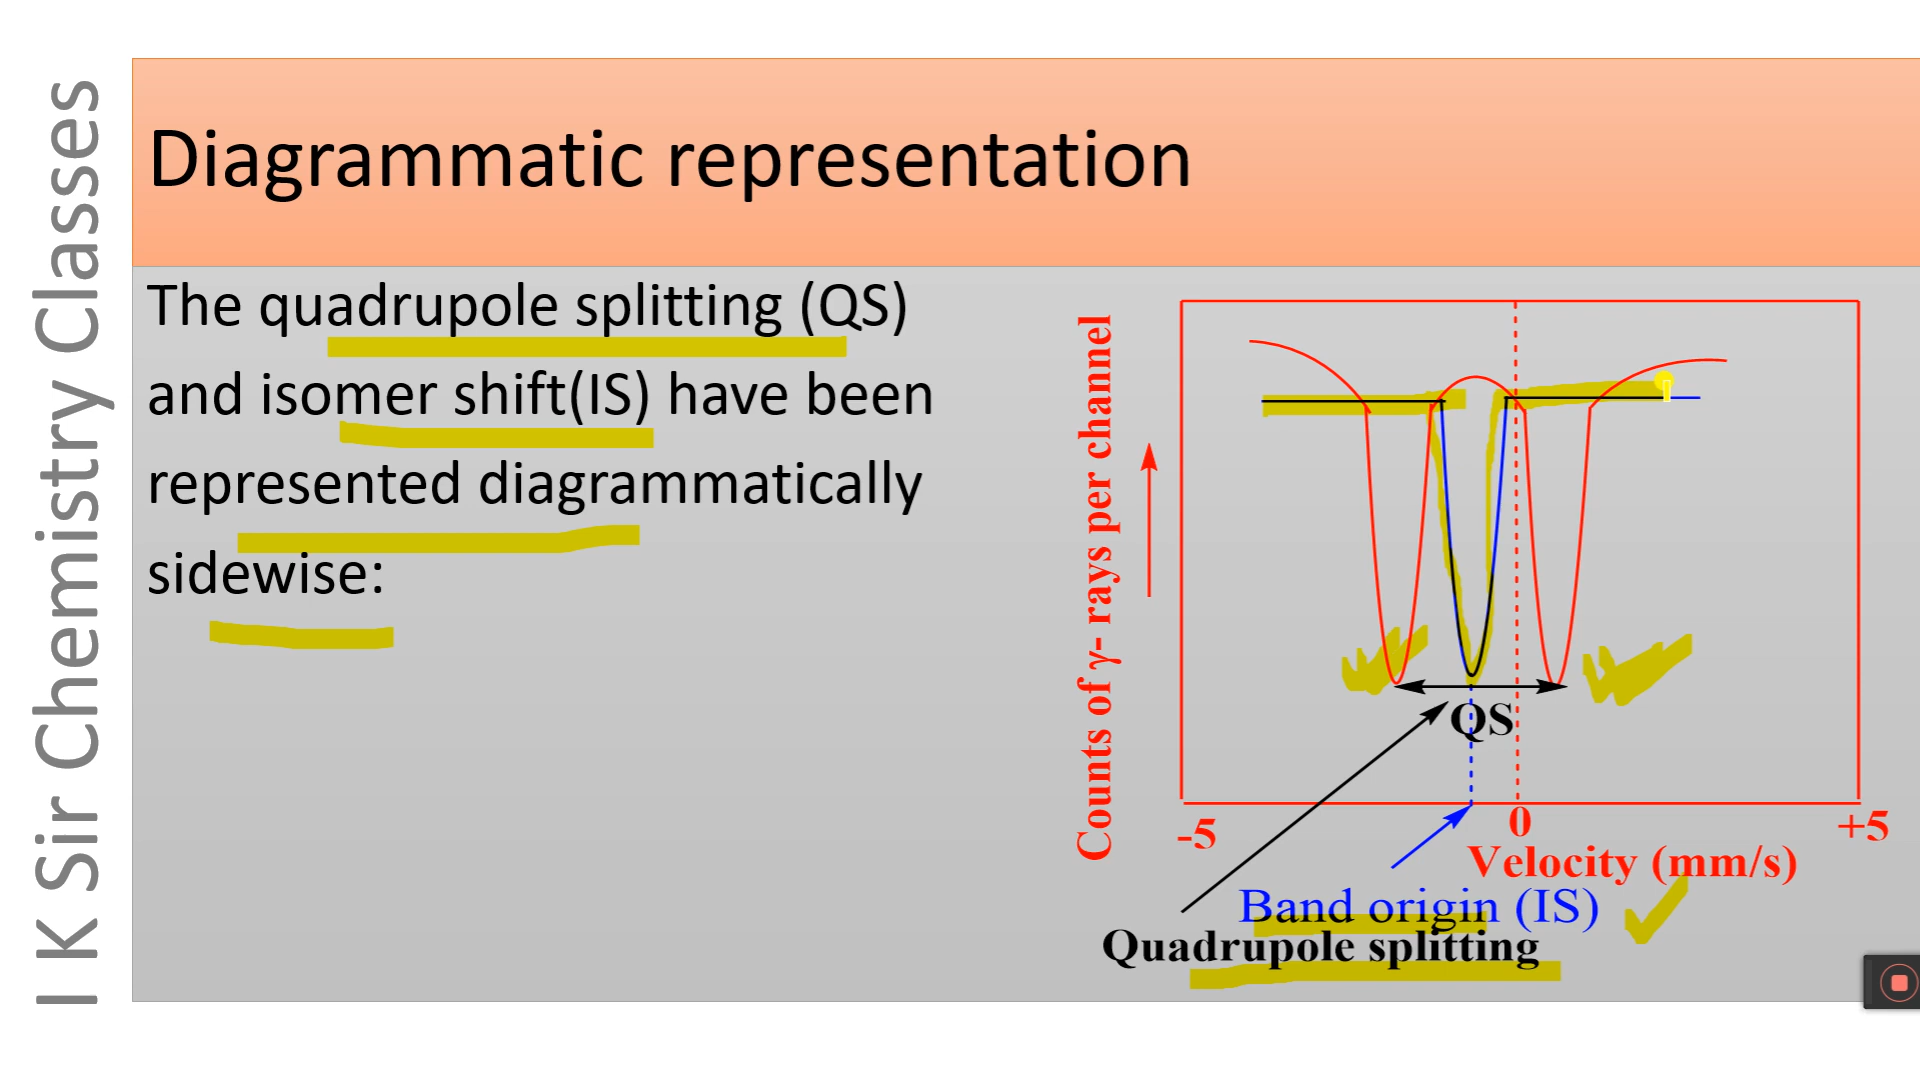 I K Sir Chemistry Classes
Diagrammatic representation
The quadrupole splitting (QS)
and isomer shift(IS) have been
represented diagrammatically
sidewise:
Counts of γ- rays per channel
QS
-5
0
+5
Velocity (mm/s)
Band origin (IS)
Quadrupole splitting